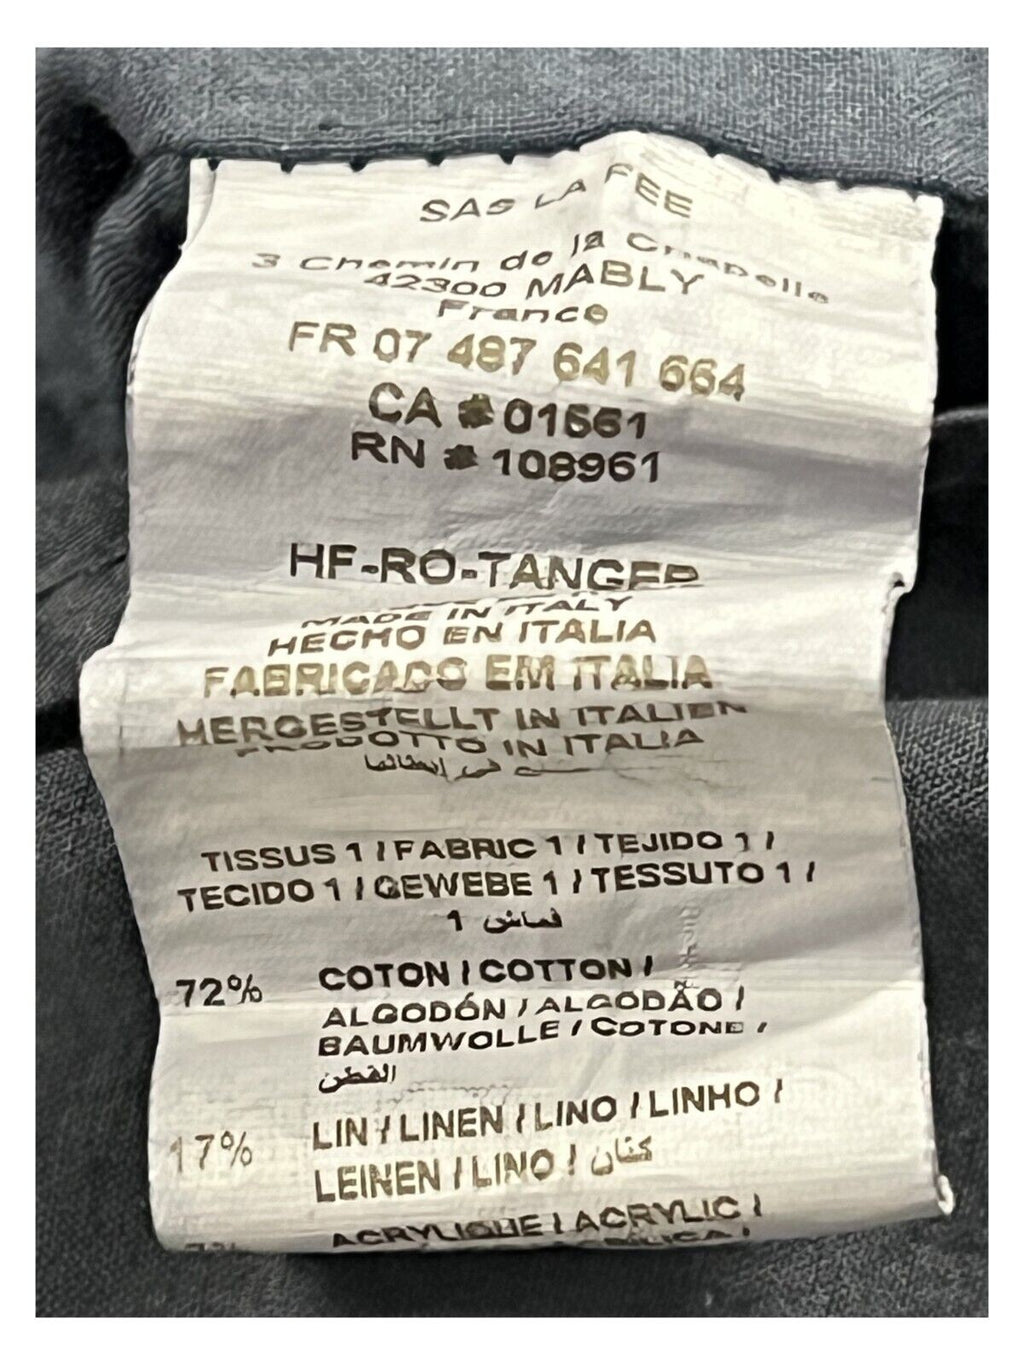 SAS LA FEE
3 Chemin de la Chapelle
42300 MABLY
France
FR 07 487 641 664
CA # 01661
RN # 108961
HF-RO-TANGER
MADE IN ITALY
HECHO EN ITALIA
FABRICADO EM ITALIA
HERGESTELLT IN ITALIEN
PRODOTTO IN ITALIA
في إيطاليا
TISSUS 1 / FABRIC 1 / TEJIDO 1 /
TECIDO 1 / GEWEBE 1 / TESSUTO 1 /
قماش 1
72% COTON / COTTON /
ALGODÓN / ALGODÃO /
BAUMWOLLE / COTONE /
القطن
17% LIN / LINEN / LINO / LINHO /
LEINEN / LINO / كتان
ACRYLIQUE / ACRYLIC /